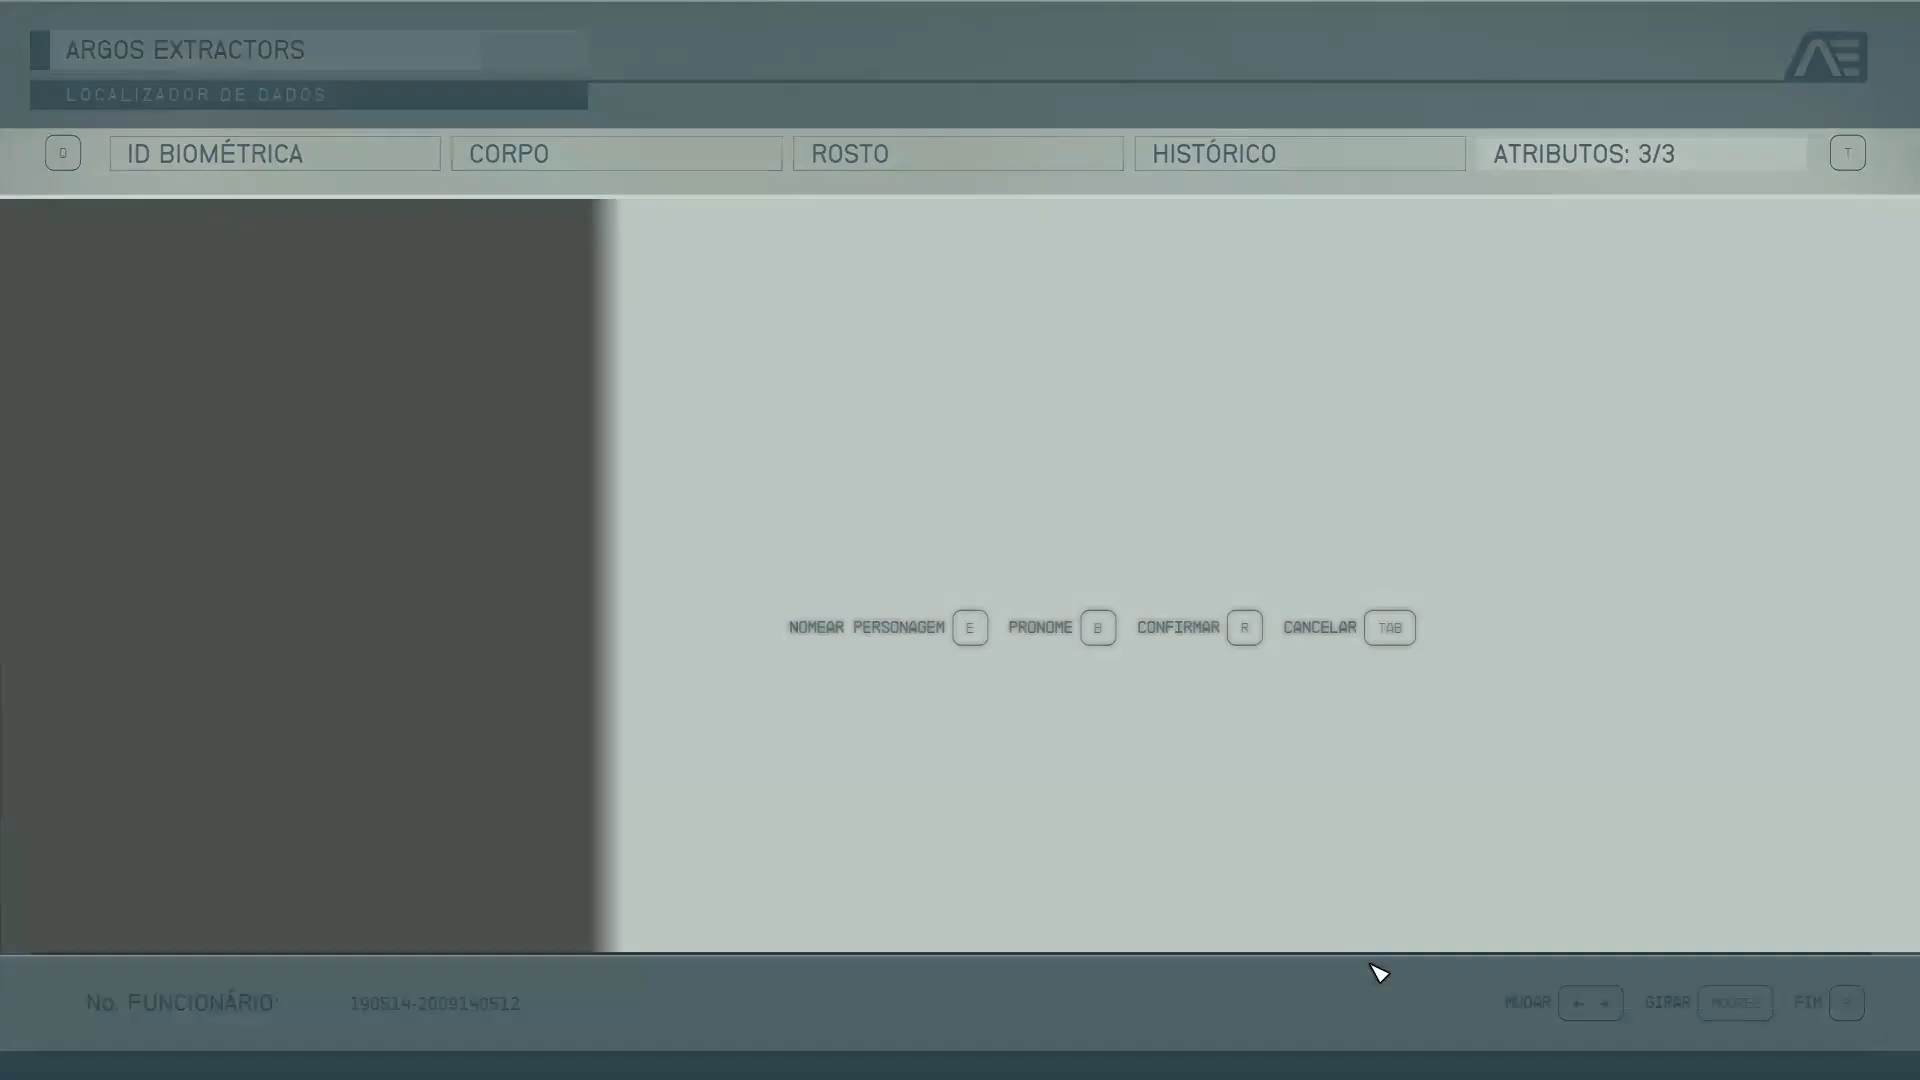 ARGOS EXTRACTORS
LOCALIZADOR DE DADOS
Q ID BIOMÉTRICA CORPO ROSTO HISTÓRICO ATRIBUTOS: 3/3 T
NOMEAR PERSONAGEM E PRONOME B CONFIRMAR R CANCELAR TAB
No. FUNCIONÁRIO: 190514-2009140512 MUDAR GIRAR FIM